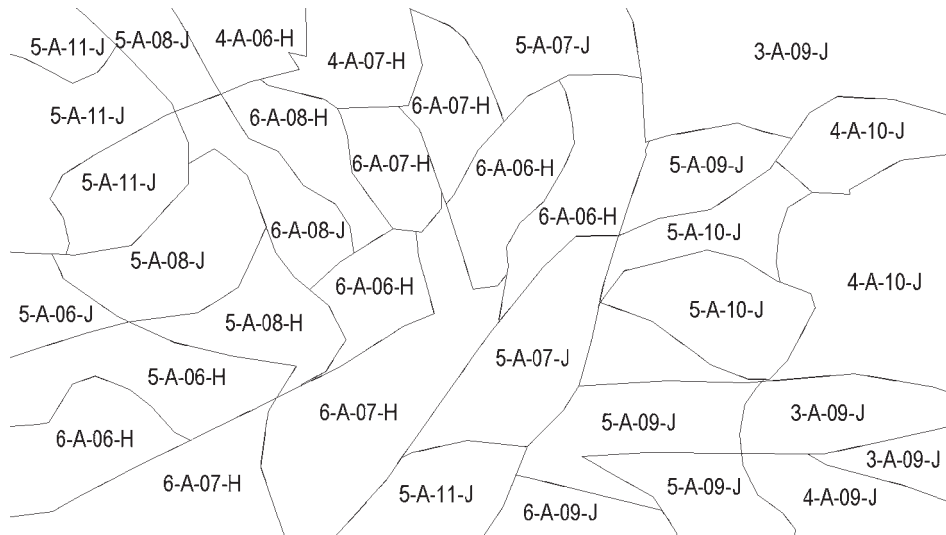 5-A-11-J
5-A-08-J
4-A-06-H
4-A-07-H
5-A-07-J
3-A-09-J
5-A-11-J
6-A-08-H
6-A-07-H
4-A-10-J
5-A-11-J
6-A-07-H
6-A-06-H
5-A-09-J
5-A-08-J
6-A-08-J
6-A-06-H
5-A-10-J
6-A-06-H
4-A-10-J
5-A-06-J
5-A-08-H
5-A-10-J
5-A-07-J
5-A-06-H
6-A-07-H
5-A-09-J
3-A-09-J
6-A-06-H
3-A-09-J
6-A-07-H
5-A-11-J
5-A-09-J
4-A-09-J
6-A-09-J